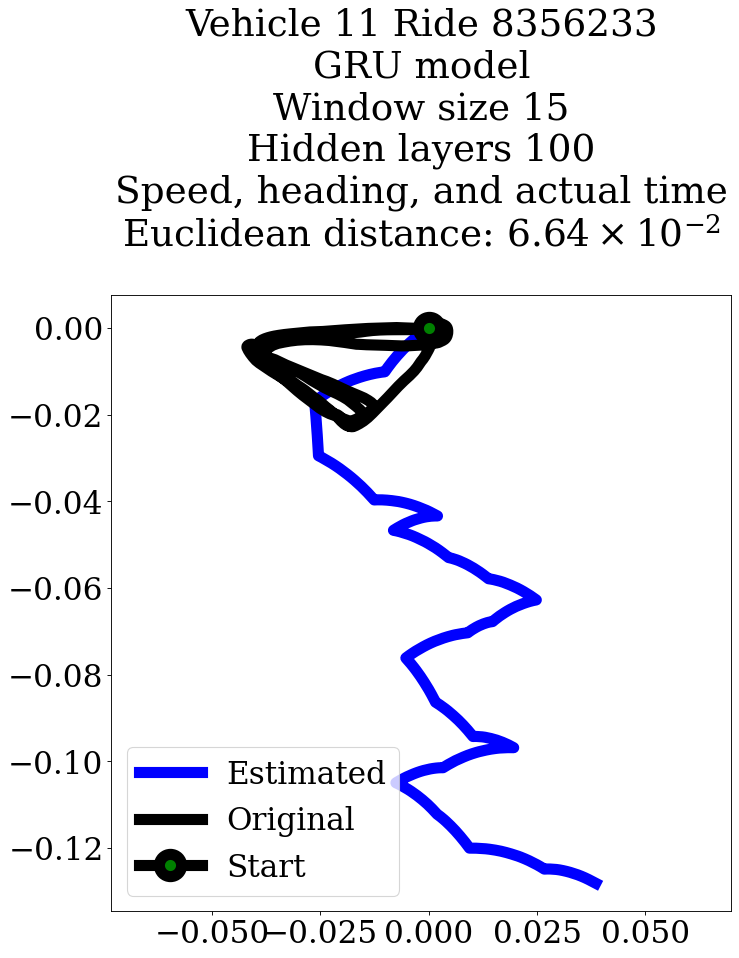 Vehicle 11 Ride 8356233
GRU model
Window size 15
Hidden layers 100
Speed, heading, and actual time
Euclidean distance: 6.64 × 10⁻²
0.00
−0.02
−0.04
−0.06
−0.08
−0.10
−0.12
Estimated
Original
Start
−0.050 −0.025 0.000 0.025 0.050